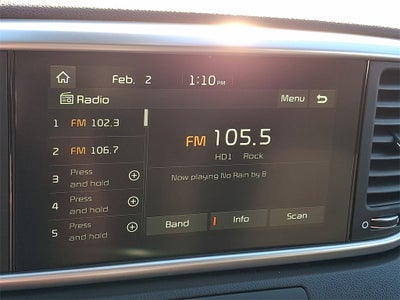 Feb. 2 1:10PM
Radio Menu
1 FM 102.3
2 FM 106.7
3 Press and hold
4 Press and hold
5 Press and hold
FM 105.5
HD1 Rock
Now playing No Rain by B
Band Info Scan